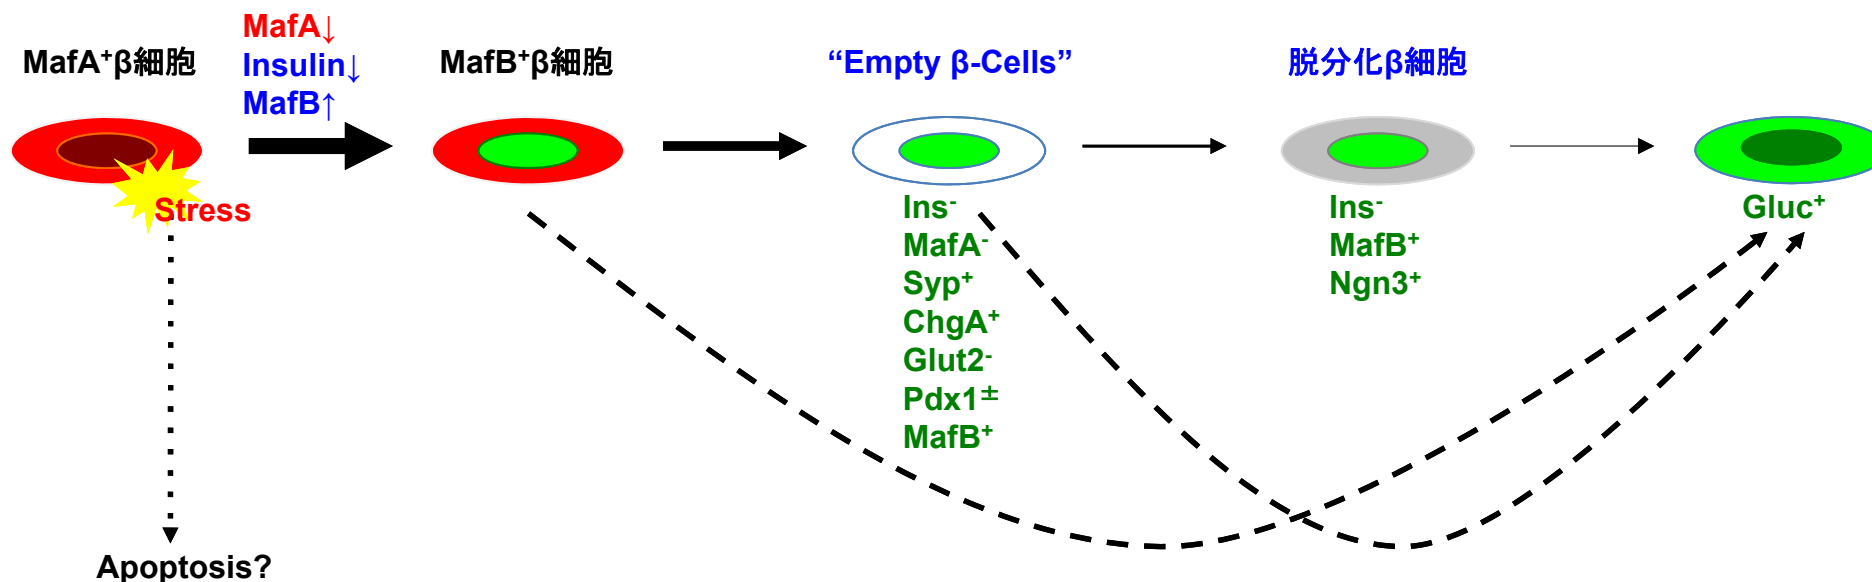 MafA⁺β細胞
MafA↓
Insulin↓
MafB↑
MafB⁺β細胞
“Empty β-Cells”
脱分化β細胞
Stress
Ins⁻
MafA⁻
Syp⁺
ChgA⁺
Glut2⁻
Pdx1±
MafB⁺
Ins⁻
MafB⁺
Ngn3⁺
Gluc⁺
Apoptosis?